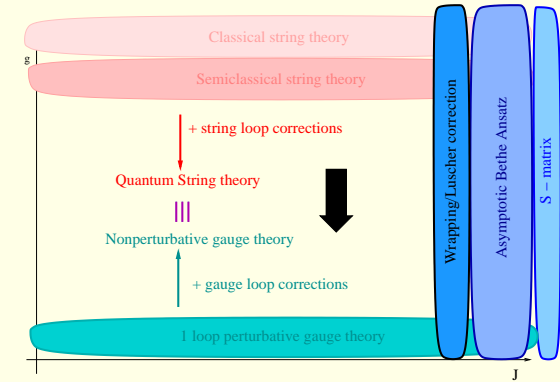 Classical string theory
g
Semiclassical string theory
+ string loop corrections
Quantum String theory
|||
Nonperturbative gauge theory
+ gauge loop corrections
1 loop perturbative gauge theory
J
Wrapping/Luscher correction
Asymptotic Bethe Ansatz
S − matrix